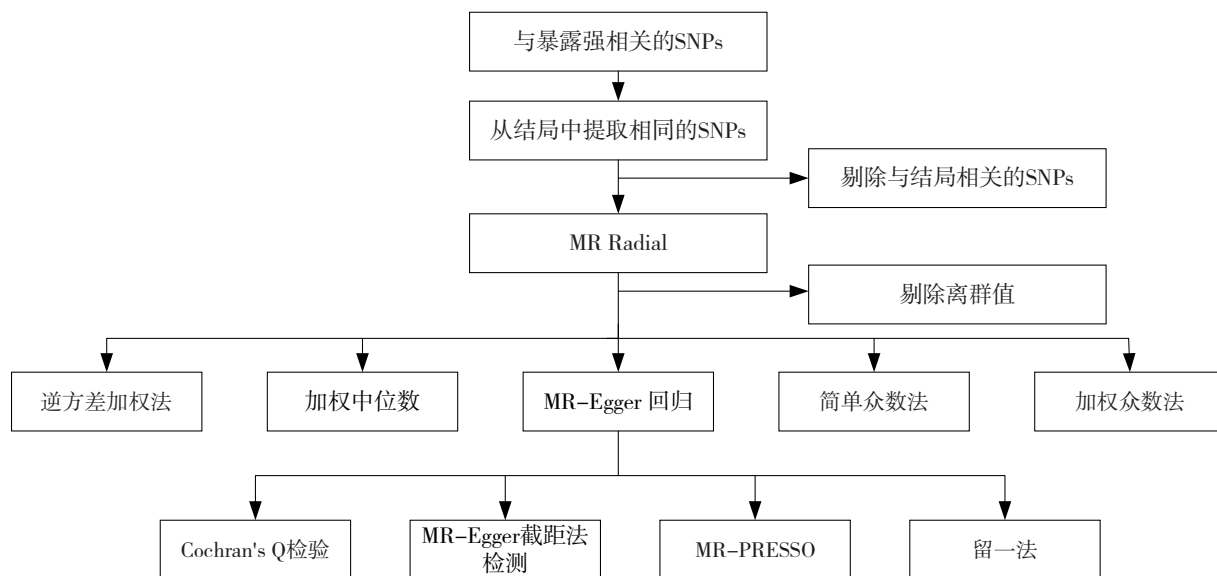 与暴露强相关的SNPs
从结局中提取相同的SNPs
剔除与结局相关的SNPs
MR Radial
剔除离群值
逆方差加权法
加权中位数
MR-Egger 回归
简单众数法
加权众数法
Cochran's Q检验
MR-Egger截距法
检测
MR-PRESSO
留一法